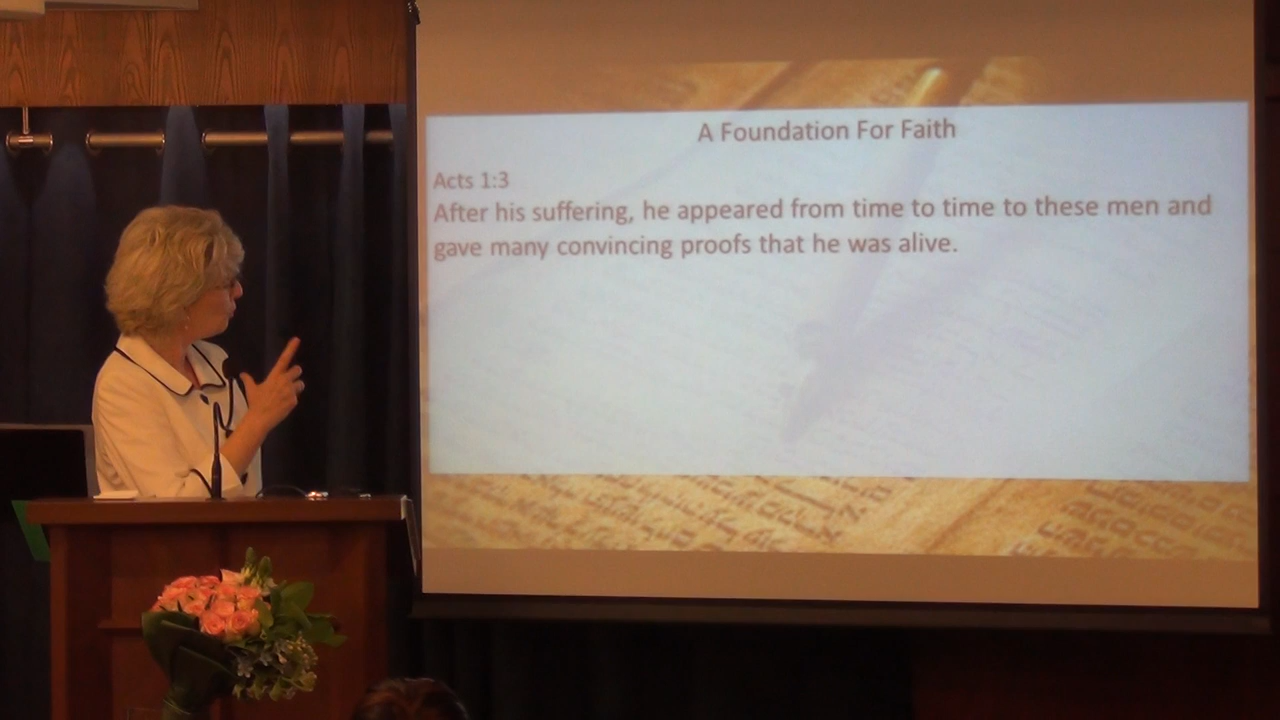 A Foundation For Faith
Acts 1:3
After his suffering, he appeared from time to time to these men and
gave many convincing proofs that he was alive.